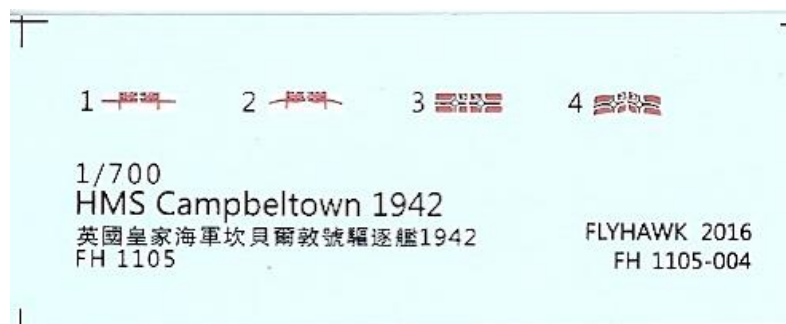 1 2 3 4
1/700
HMS Campbeltown 1942
英國皇家海軍坎貝爾敦號驅逐艦1942
FH 1105
FLYHAWK 2016
FH 1105-004